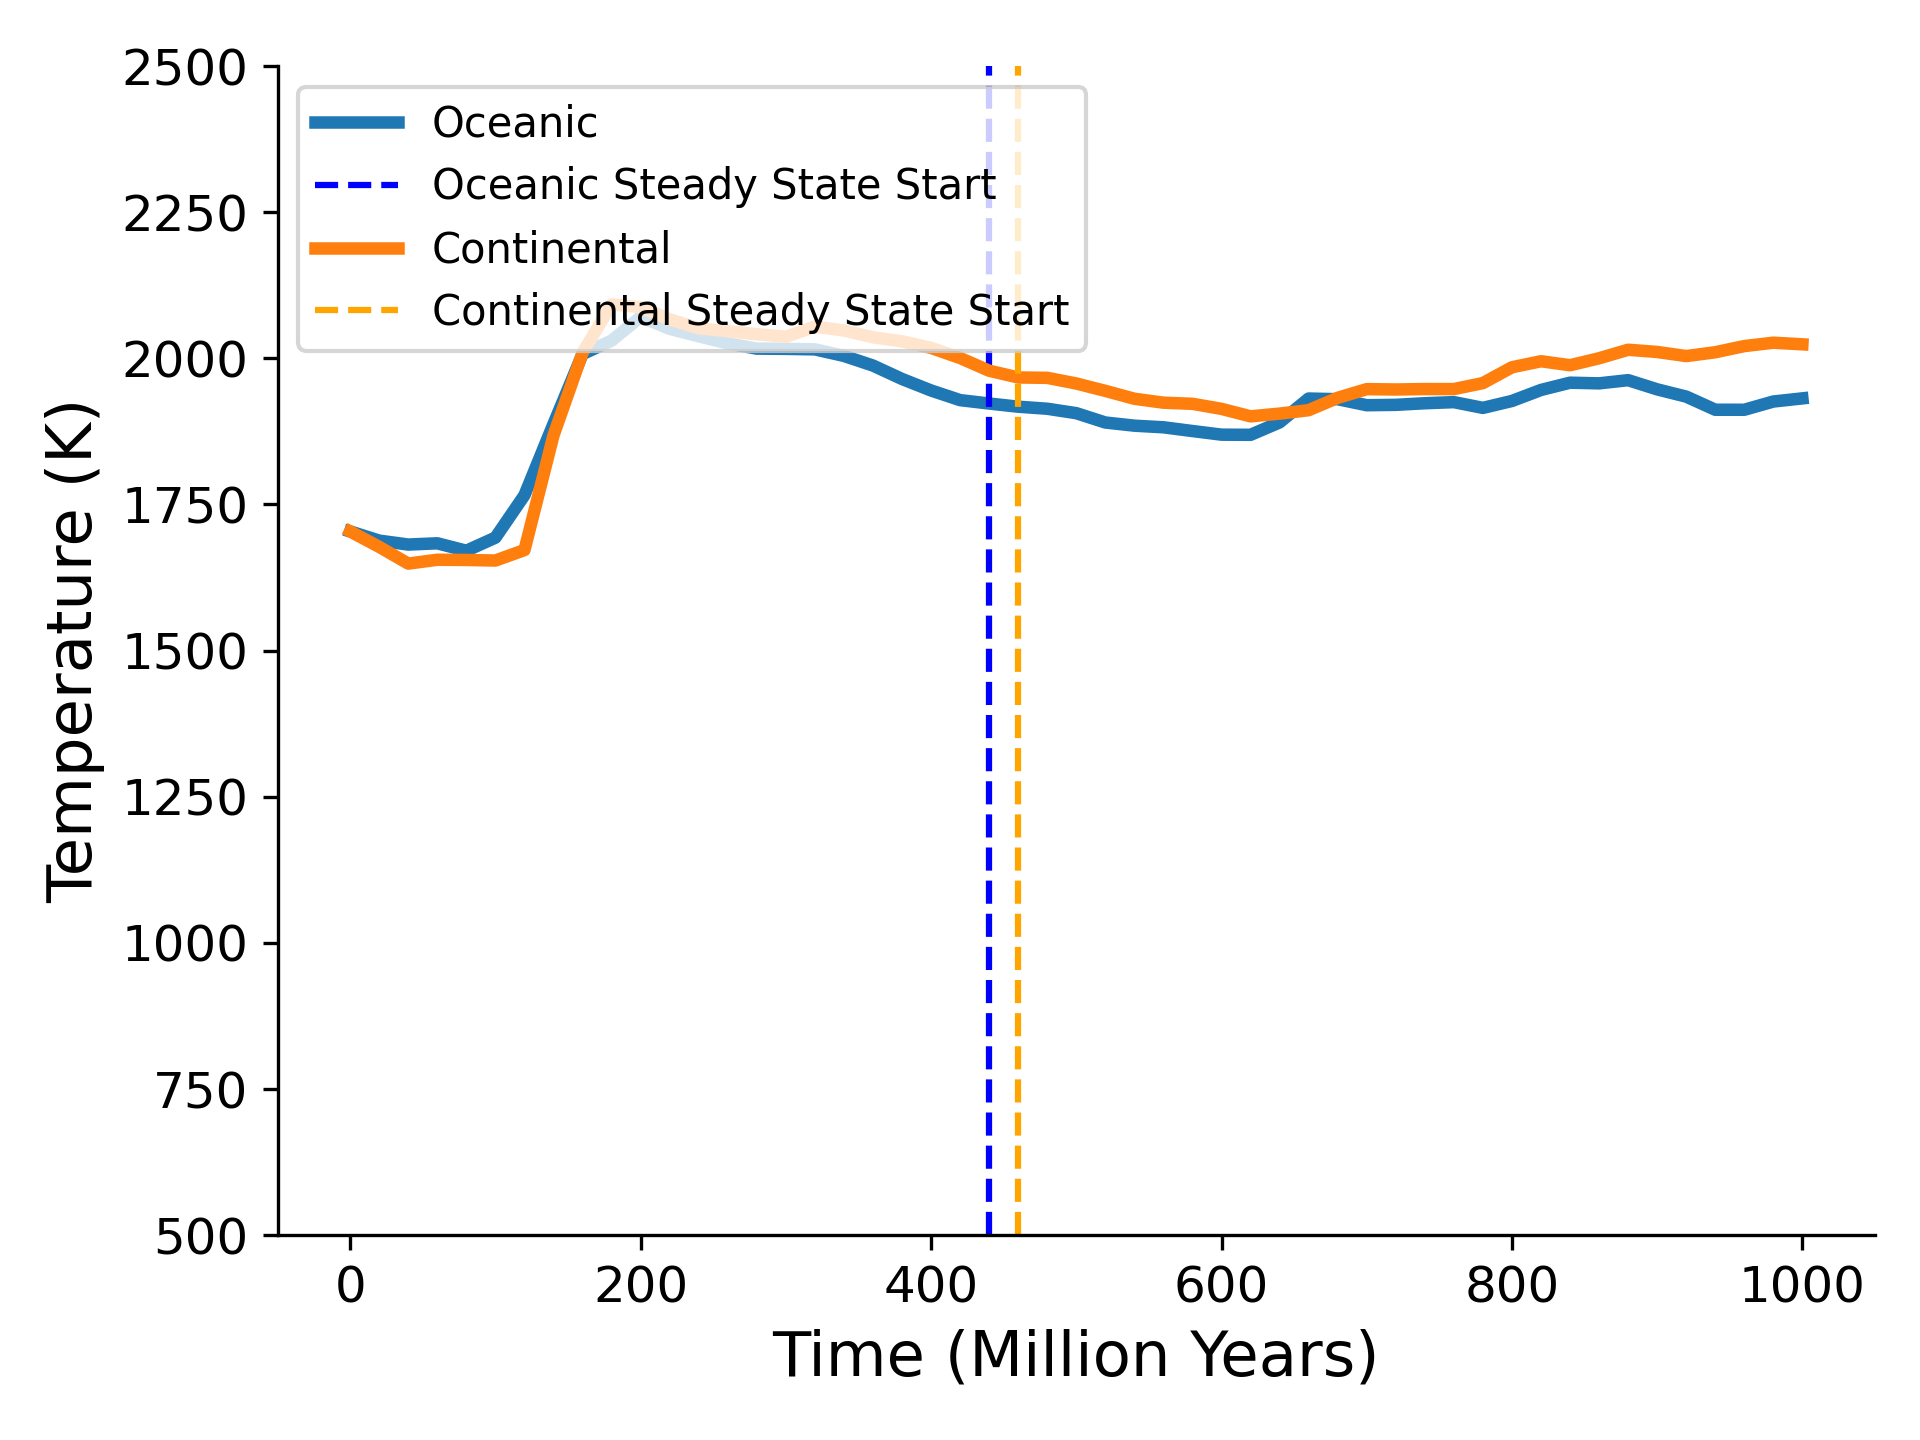 2500
2250
2000
1750
1500
1250
1000
750
500
Temperature (K)
Oceanic
Oceanic Steady State Start
Continental
Continental Steady State Start
0 200 400 600 800 1000
Time (Million Years)